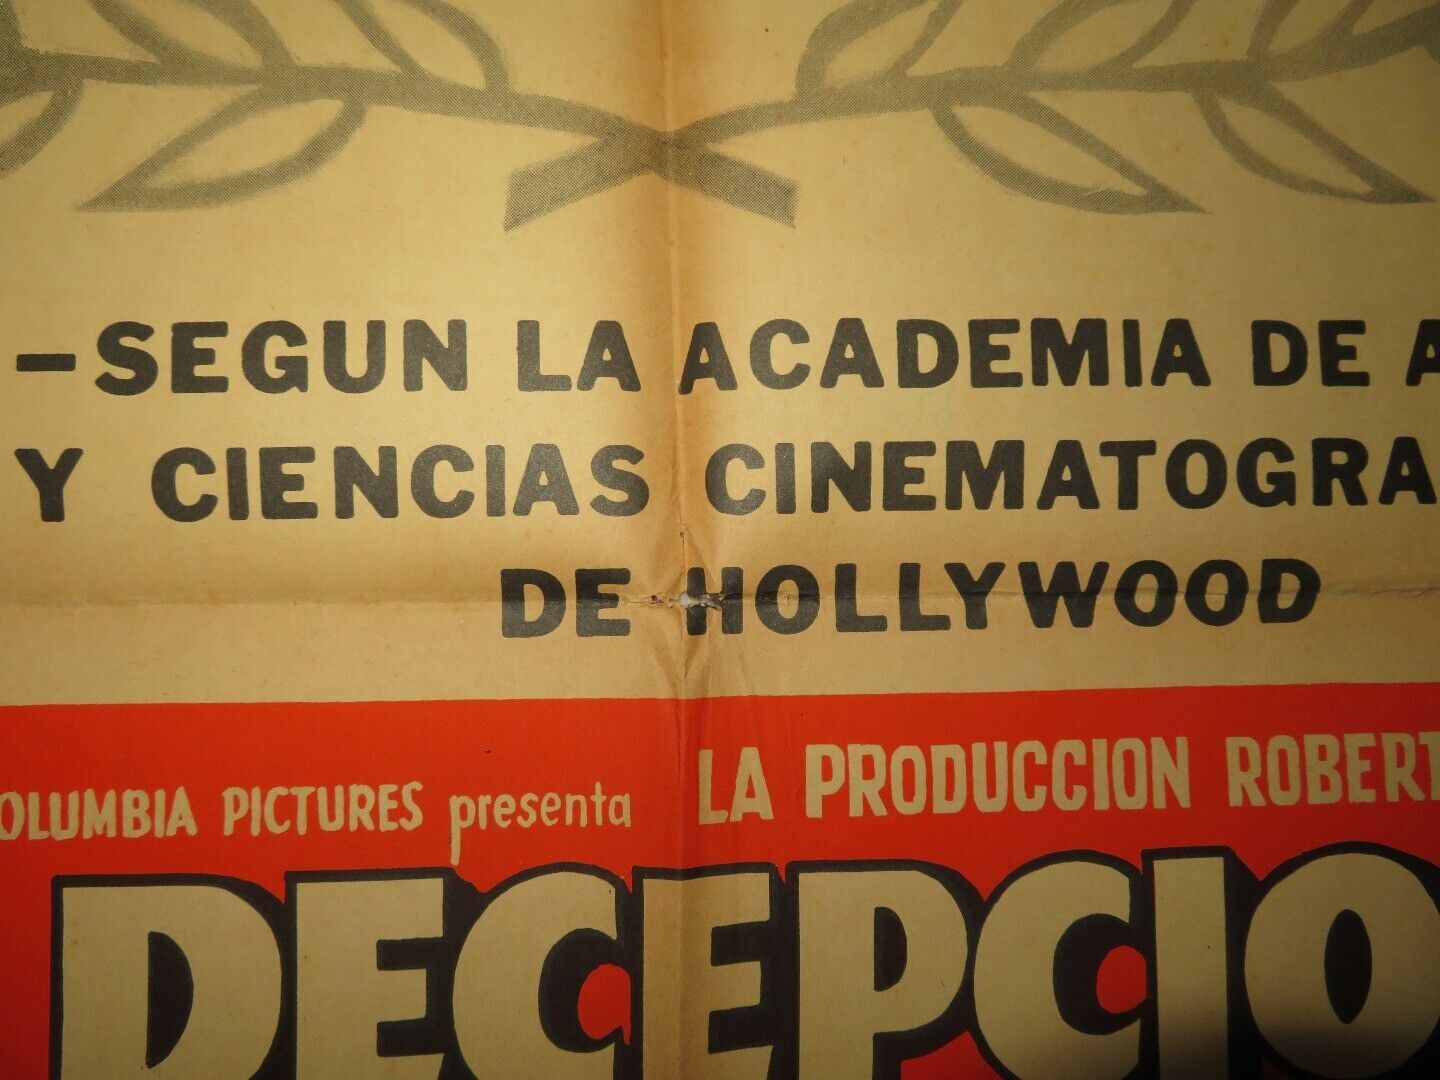 –SEGUN LA ACADEMIA DE A
Y CIENCIAS CINEMATOGRA
DE HOLLYWOOD
OLUMBIA PICTURES presenta LA PRODUCCION ROBERT
DECEPCIO